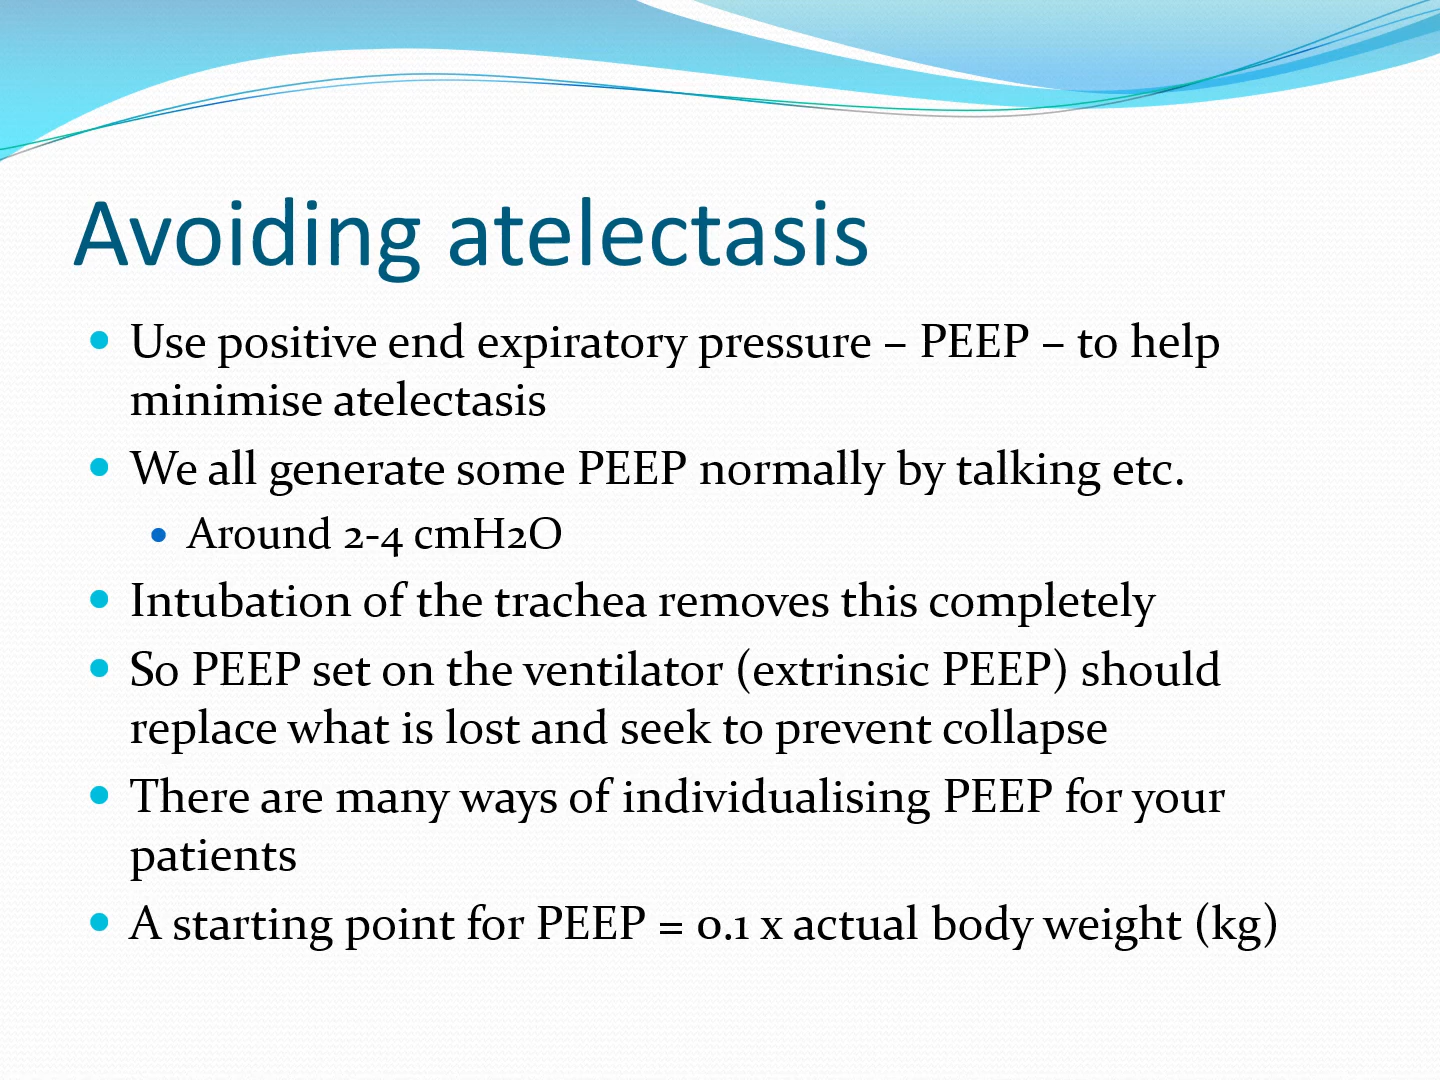 Avoiding atelectasis
• Use positive end expiratory pressure – PEEP – to help
minimise atelectasis
• We all generate some PEEP normally by talking etc.
• Around 2-4 cmH2O
• Intubation of the trachea removes this completely
• So PEEP set on the ventilator (extrinsic PEEP) should
replace what is lost and seek to prevent collapse
• There are many ways of individualising PEEP for your
patients
• A starting point for PEEP = 0.1 x actual body weight (kg)